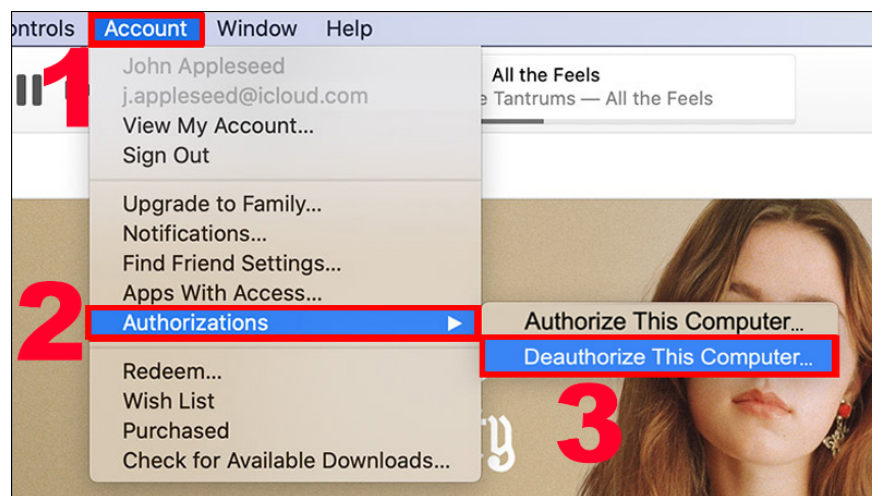 ontrols Account Window Help
1
John Appleseed
j.appleseed@icloud.com
All the Feels
e Tantrums — All the Feels
View My Account...
Sign Out
Upgrade to Family...
Notifications...
Find Friend Settings...
Apps With Access...
2
Authorizations
Authorize This Computer...
Deauthorize This Computer...
3
Redeem...
Wish List
Purchased
Check for Available Downloads...